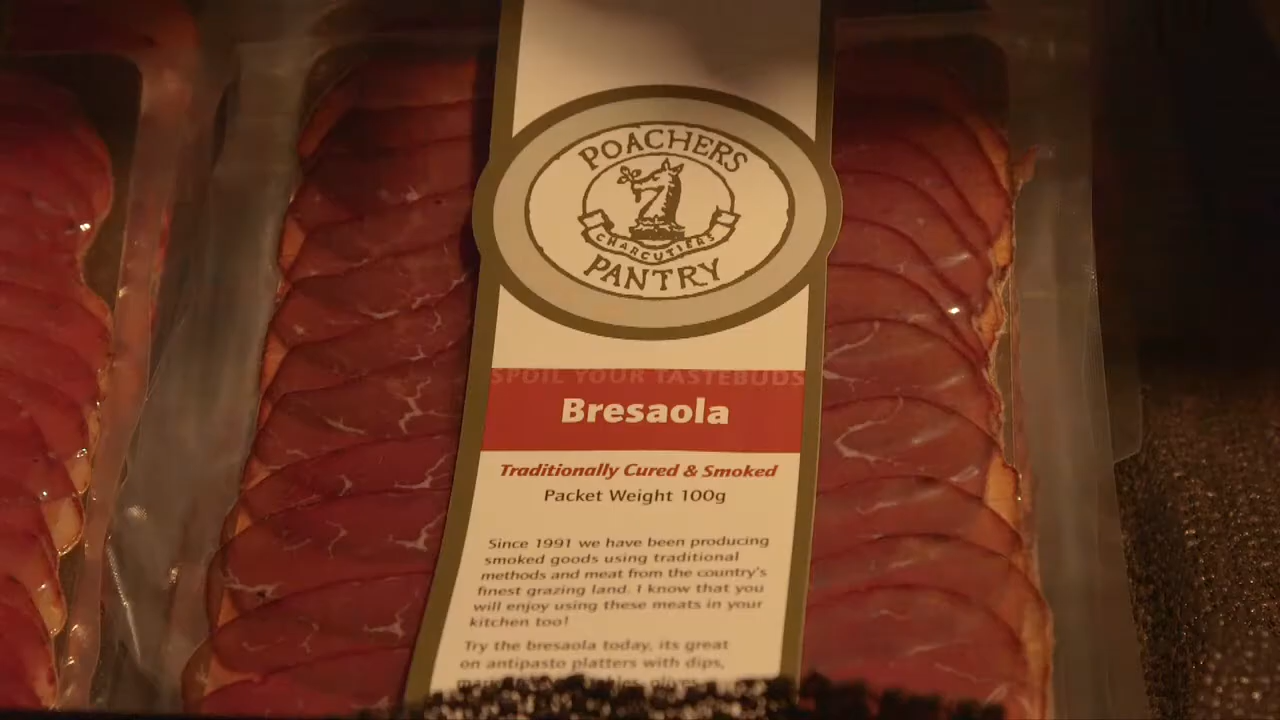 POACHERS
CHARCUTIERS
PANTRY
SPOIL YOUR TASTEBUDS
Bresaola
Traditionally Cured & Smoked
Packet Weight 100g
Since 1991 we have been producing
smoked goods using traditional
methods and meat from the country's
finest grazing land. I know that you
will enjoy using these meats in your
kitchen too!
Try the bresaola today, its great
on antipasto platters with dips,